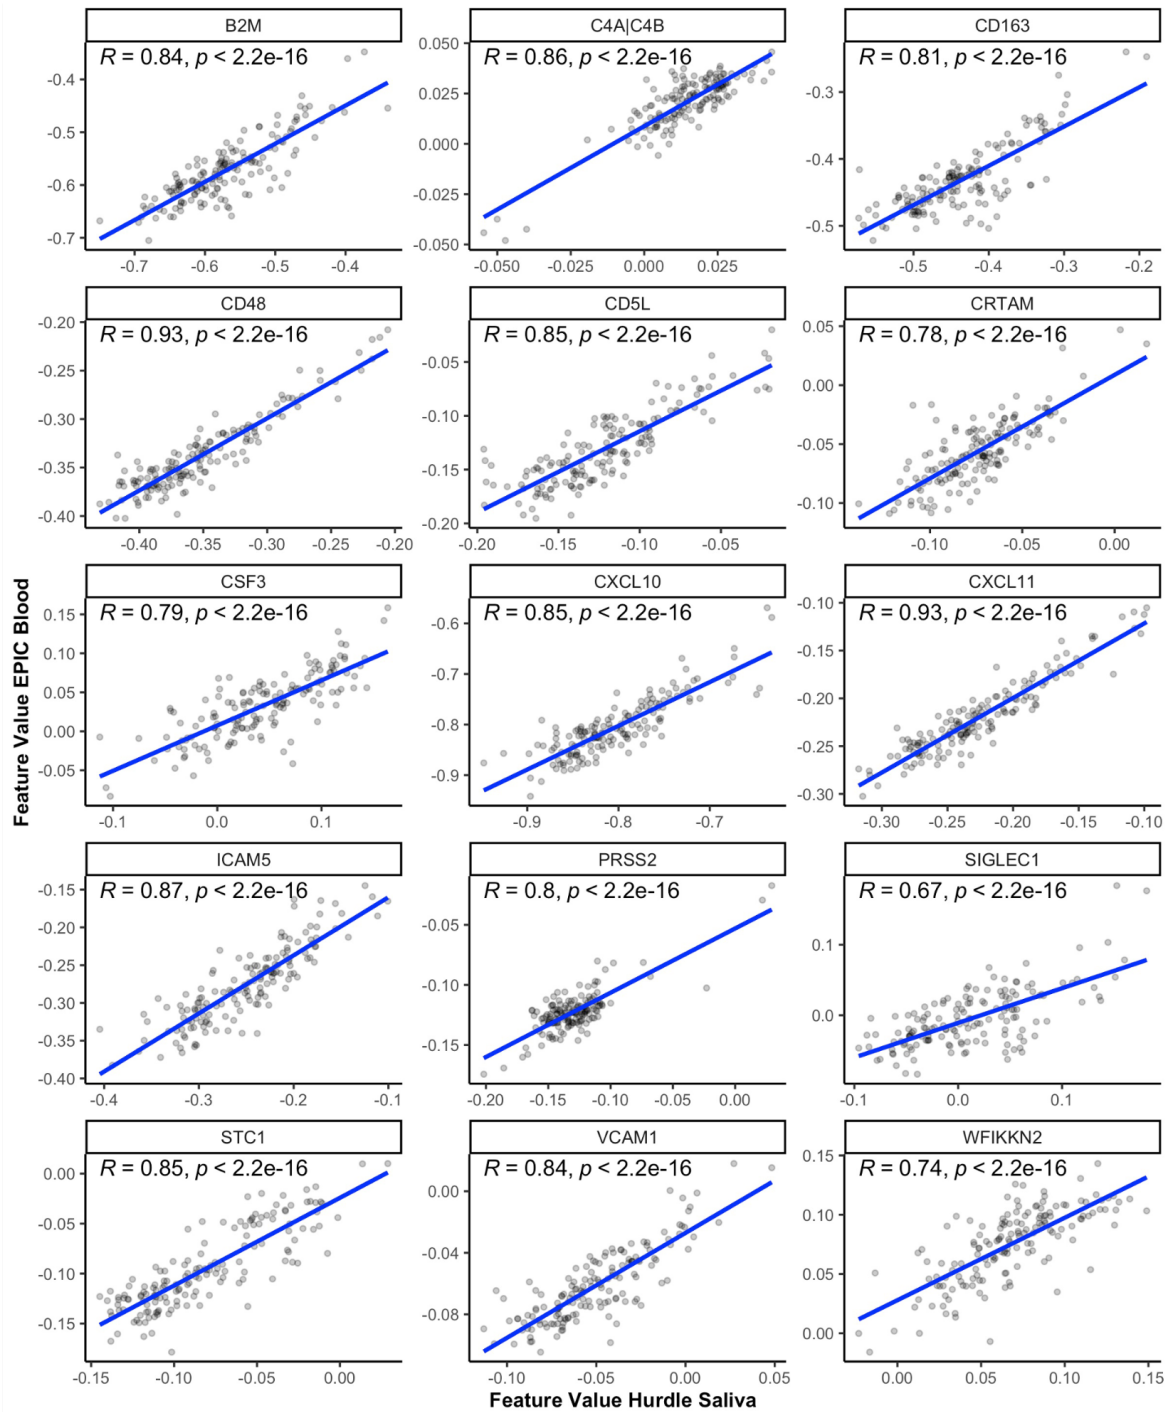 B2M
C4A|C4B
CD163
R = 0.84, p < 2.2e-16
R = 0.86, p < 2.2e-16
R = 0.81, p < 2.2e-16
-0.4
-0.5
-0.6
-0.7
-0.7 -0.6 -0.5 -0.4
0.050
0.025
0.000
-0.025
-0.050
-0.050 -0.025 0.000 0.025
-0.3
-0.4
-0.5
-0.5 -0.4 -0.3 -0.2
CD48
CD5L
CRTAM
R = 0.93, p < 2.2e-16
R = 0.85, p < 2.2e-16
R = 0.78, p < 2.2e-16
-0.20
-0.25
-0.30
-0.35
-0.40
-0.40 -0.35 -0.30 -0.25 -0.20
-0.05
-0.10
-0.15
-0.20
-0.20 -0.15 -0.10 -0.05
0.05
0.00
-0.05
-0.10
-0.10 -0.05 0.00
CSF3
CXCL10
CXCL11
R = 0.79, p < 2.2e-16
R = 0.85, p < 2.2e-16
R = 0.93, p < 2.2e-16
0.15
0.10
0.05
0.00
-0.05
-0.1 0.0 0.1
-0.6
-0.7
-0.8
-0.9
-0.9 -0.8 -0.7
-0.10
-0.15
-0.20
-0.25
-0.30
-0.30 -0.25 -0.20 -0.15 -0.10
Feature Value EPIC Blood
ICAM5
PRSS2
SIGLEC1
R = 0.87, p < 2.2e-16
R = 0.8, p < 2.2e-16
R = 0.67, p < 2.2e-16
-0.15
-0.20
-0.25
-0.30
-0.35
-0.40
-0.4 -0.3 -0.2 -0.1
-0.05
-0.10
-0.15
-0.20 -0.15 -0.10 -0.05 0.00
0.1
0.0
-0.1 0.0 0.1
STC1
VCAM1
WFIKKN2
R = 0.85, p < 2.2e-16
R = 0.84, p < 2.2e-16
R = 0.74, p < 2.2e-16
0.00
-0.05
-0.10
-0.15
-0.15 -0.10 -0.05 0.00
0.00
-0.04
-0.08
-0.10 -0.05 0.00 0.05
0.15
0.10
0.05
0.00
0.00 0.05 0.10 0.15
Feature Value Hurdle Saliva